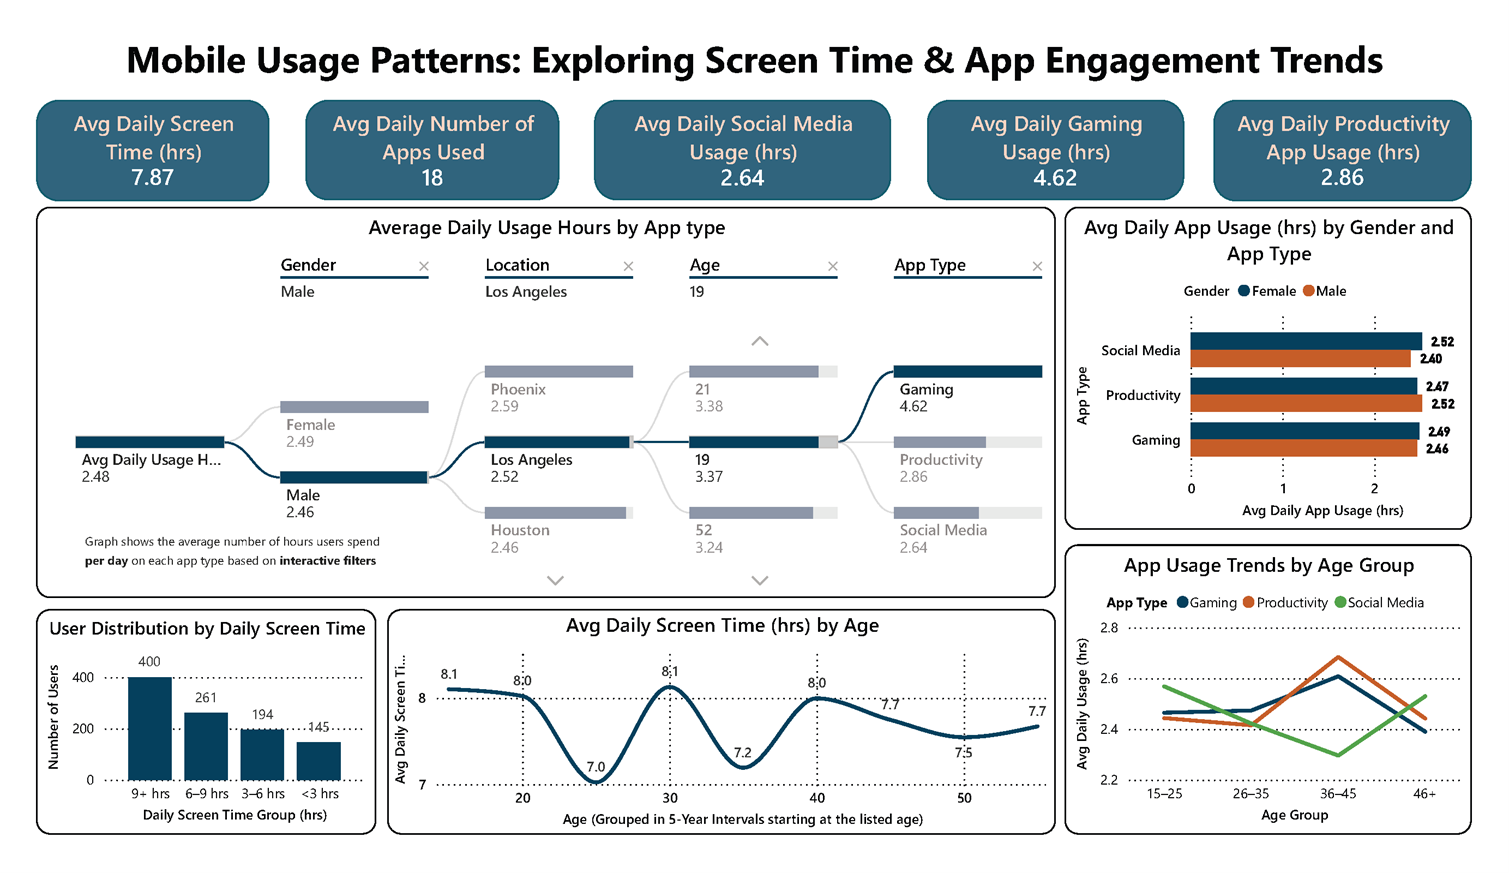 Mobile Usage Patterns: Exploring Screen Time & App Engagement Trends
Avg Daily Screen
Time (hrs)
7.87
Avg Daily Number of
Apps Used
18
Avg Daily Social Media
Usage (hrs)
2.64
Avg Daily Gaming
Usage (hrs)
4.62
Avg Daily Productivity
App Usage (hrs)
2.86
Average Daily Usage Hours by App type
Gender
Male
Location
Los Angeles
Age
19
App Type
Avg Daily Usage H...
2.48
Female
2.49
Male
2.46
Phoenix
2.59
Los Angeles
2.52
Houston
2.46
21
3.38
19
3.37
52
3.24
Gaming
4.62
Productivity
2.86
Social Media
2.64
Graph shows the average number of hours users spend
per day on each app type based on interactive filters
Avg Daily App Usage (hrs) by Gender and
App Type
Gender Female Male
App Type
Social Media
2.52
2.40
Productivity
2.47
2.52
Gaming
2.49
2.46
0 1 2
Avg Daily App Usage (hrs)
User Distribution by Daily Screen Time
Number of Users
400
200
0
400
261
194
145
9+ hrs 6–9 hrs 3–6 hrs <3 hrs
Daily Screen Time Group (hrs)
Avg Daily Screen Time (hrs) by Age
Avg Daily Screen Ti...
8
7
8.1
8.0
7.0
8.1
7.2
8.0
7.7
7.5
7.7
20 30 40 50
Age (Grouped in 5-Year Intervals starting at the listed age)
App Usage Trends by Age Group
App Type Gaming Productivity Social Media
Avg Daily Usage (hrs)
2.8
2.6
2.4
2.2
15–25 26–35 36–45 46+
Age Group